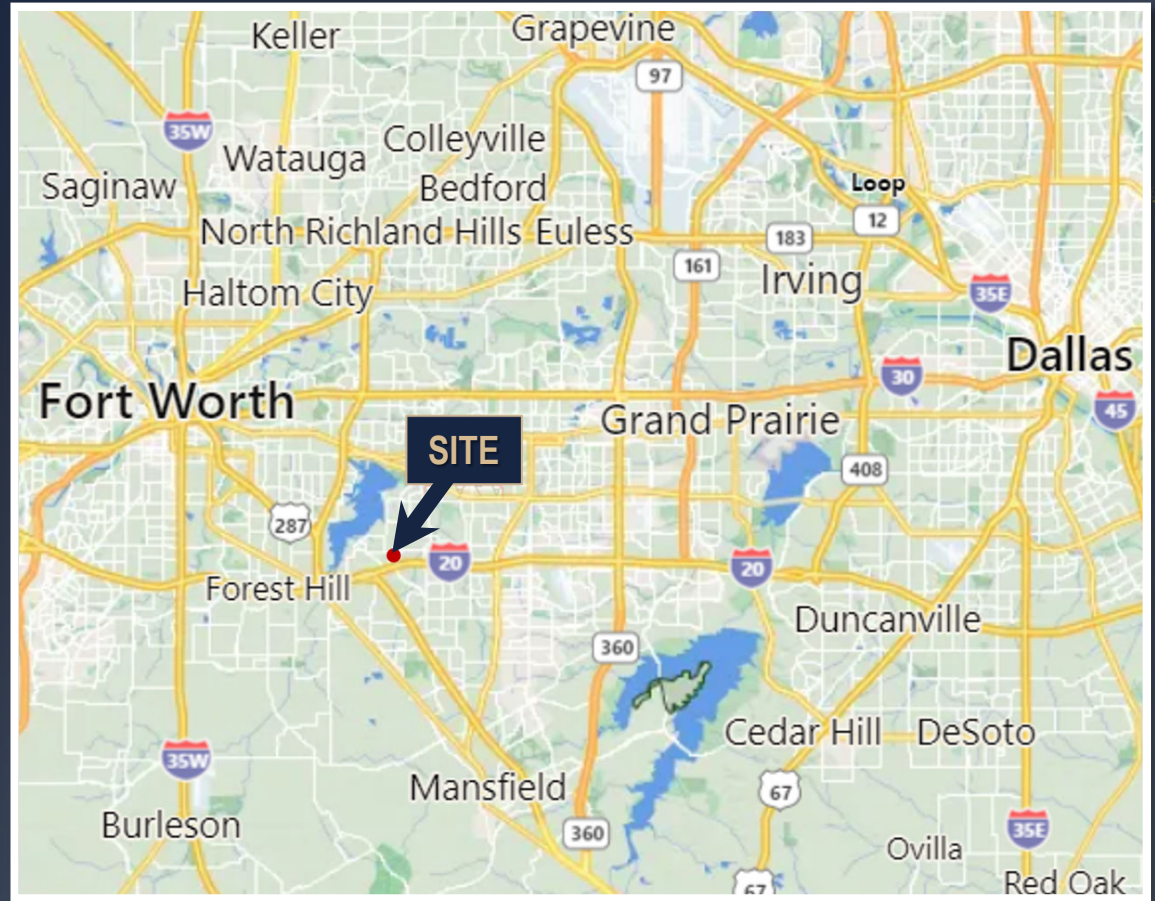 Keller
Grapevine
97
35W
Colleyville
Watauga
Saginaw
Bedford
Loop
12
North Richland Hills
Euless
183
161
Irving
Haltom City
35E
Dallas
30
Fort Worth
45
Grand Prairie
SITE
408
287
20
20
Forest Hill
Duncanville
360
Cedar Hill
DeSoto
35W
Mansfield
67
Burleson
360
35E
Ovilla
Red Oak
67